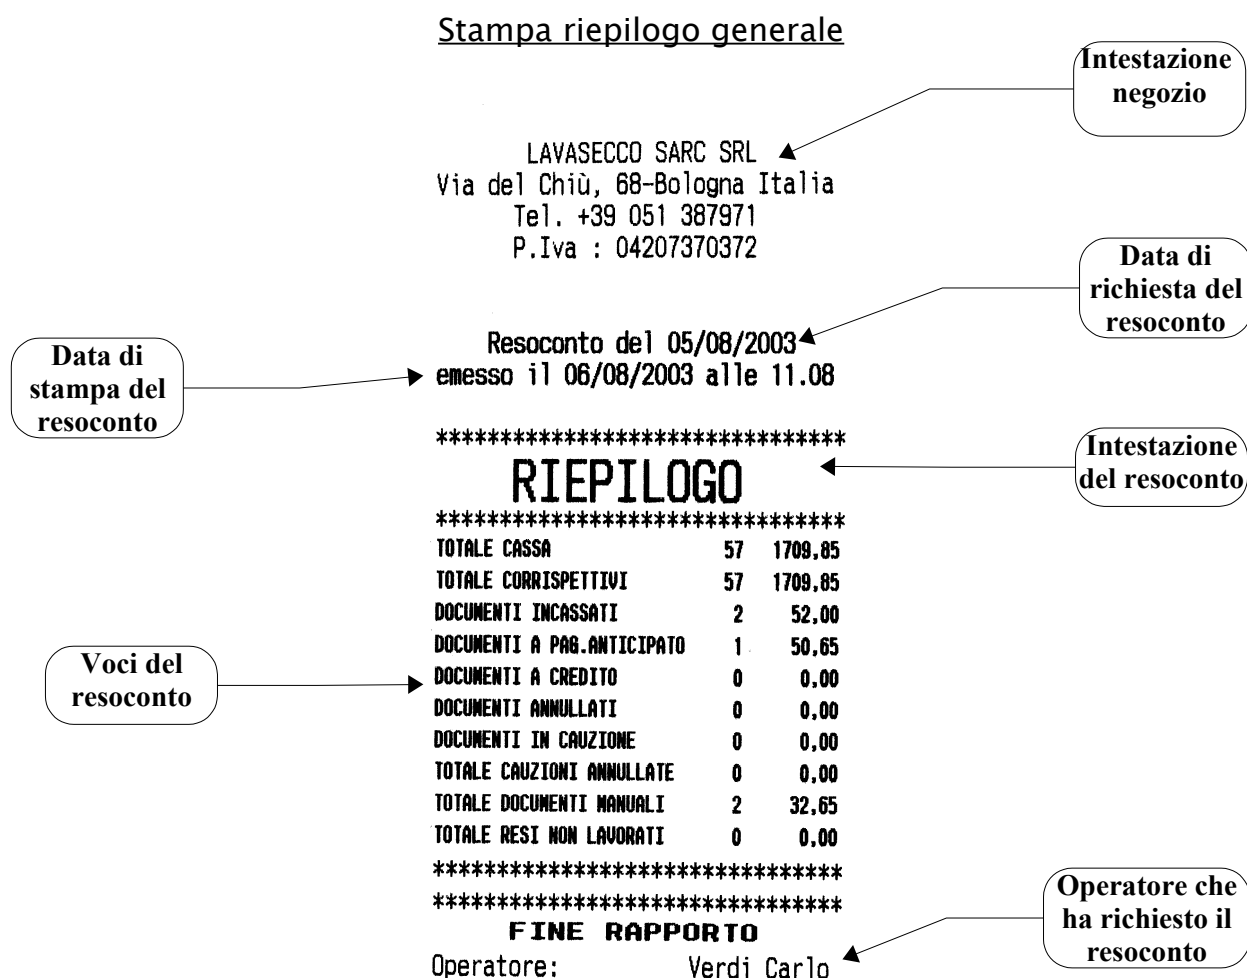 Stampa riepilogo generale
Intestazione
negozio
LAVASECCO SARC SRL
Via del Chiù, 68-Bologna Italia
Tel. +39 051 387971
P.Iva : 04207370372
Data di
richiesta del
resoconto
Resoconto del 05/08/2003
emesso il 06/08/2003 alle 11.08
Data di
stampa del
resoconto
********************************
RIEPILOGO
********************************
Intestazione
del resoconto
TOTALE CASSA 57 1709,85
TOTALE CORRISPETTIVI 57 1709,85
DOCUMENTI INCASSATI 2 52,00
DOCUMENTI A PAG.ANTICIPATO 1 50,65
DOCUMENTI A CREDITO 0 0,00
DOCUMENTI ANNULLATI 0 0,00
DOCUMENTI IN CAUZIONE 0 0,00
TOTALE CAUZIONI ANNULLATE 0 0,00
TOTALE DOCUMENTI MANUALI 2 32,65
TOTALE RESI NON LAVORATI 0 0,00
Voci del
resoconto
********************************
********************************
FINE RAPPORTO
Operatore: Verdi Carlo
Operatore che
ha richiesto il
resoconto